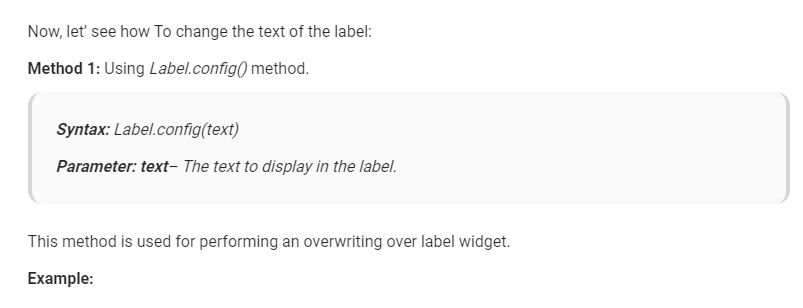 Now, let' see how To change the text of the label:
Method 1: Using Label.config() method.
Syntax: Label.config(text)
Parameter: text– The text to display in the label.
This method is used for performing an overwriting over label widget.
Example: